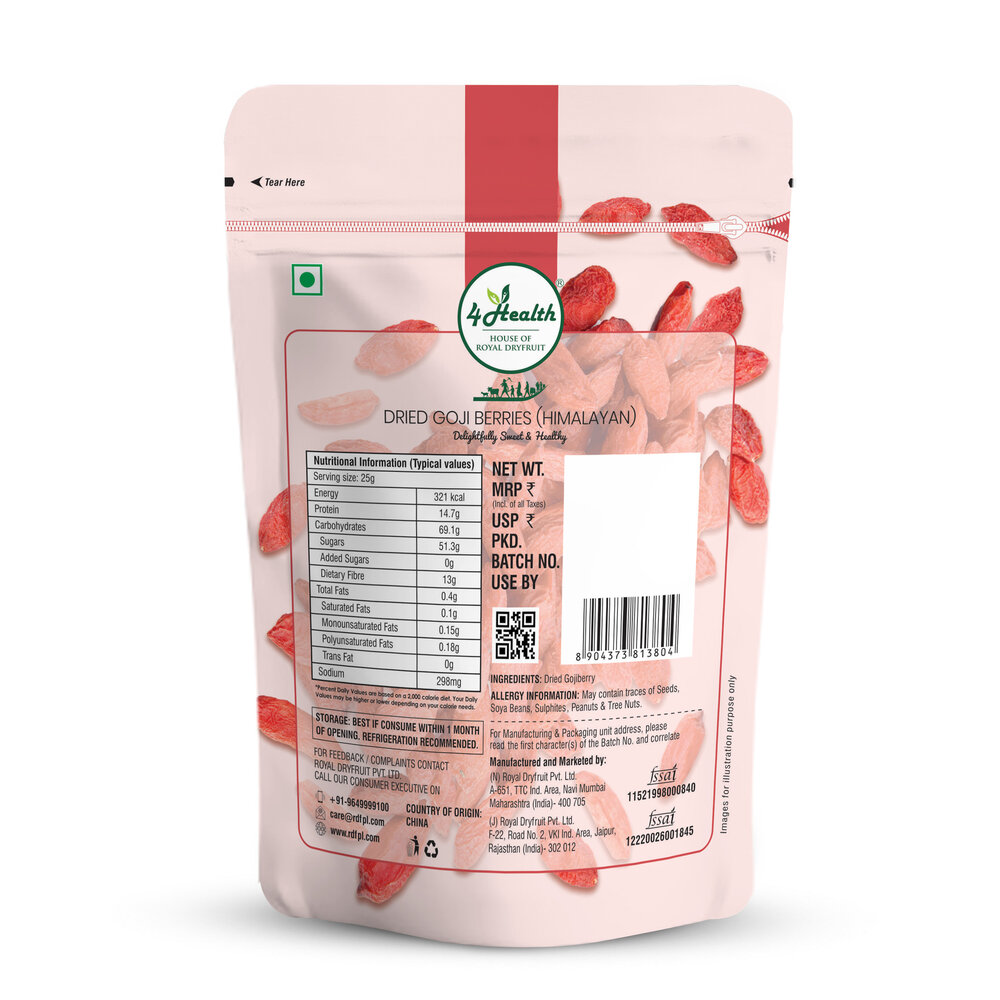 Tear Here
4Health®
HOUSE OF
ROYAL DRYFRUIT
DRIED GOJI BERRIES (HIMALAYAN)
Delightfully Sweet & Healthy
Nutritional Information (Typical values)
Serving size: 25g
Energy 321 kcal
Protein 14.7g
Carbohydrates 69.1g
Sugars 51.3g
Added Sugars 0g
Dietary Fibre 13g
Total Fats 0.4g
Saturated Fats 0.1g
Monounsaturated Fats 0.15g
Polyunsaturated Fats 0.18g
Trans Fat 0g
Sodium 298mg
*Percent Daily Values are based on a 2,000 calorie diet. Your Daily
Values may be higher or lower depending on your calorie needs.
STORAGE: BEST IF CONSUME WITHIN 1 MONTH
OF OPENING. REFRIGERATION RECOMMENDED.
FOR FEEDBACK / COMPLAINTS CONTACT
ROYAL DRYFRUIT PVT. LTD.
CALL OUR CONSUMER EXECUTIVE ON
+91-9649999100
care@rdfpl.com
www.rdfpl.com
COUNTRY OF ORIGIN:
CHINA
NET WT.
MRP ₹
(Incl. of all Taxes)
USP ₹
PKD.
BATCH NO.
USE BY
8 904373 813804
INGREDIENTS: Dried Gojiberry
ALLERGY INFORMATION: May contain traces of Seeds,
Soya Beans, Sulphites, Peanuts & Tree Nuts.
For Manufacturing & Packaging unit address, please
read the first character(s) of the Batch No. and correlate
Manufactured and Marketed by:
(N) Royal Dryfruit Pvt. Ltd.
A-651, TTC Ind. Area, Navi Mumbai
Maharashtra (India)- 400 705
fssai
11521998000840
(J) Royal Dryfruit Pvt. Ltd.
F-22, Road No. 2, VKI Ind. Area, Jaipur,
Rajasthan (India)- 302 012
fssai
12220026001845
Images for illustration purpose only